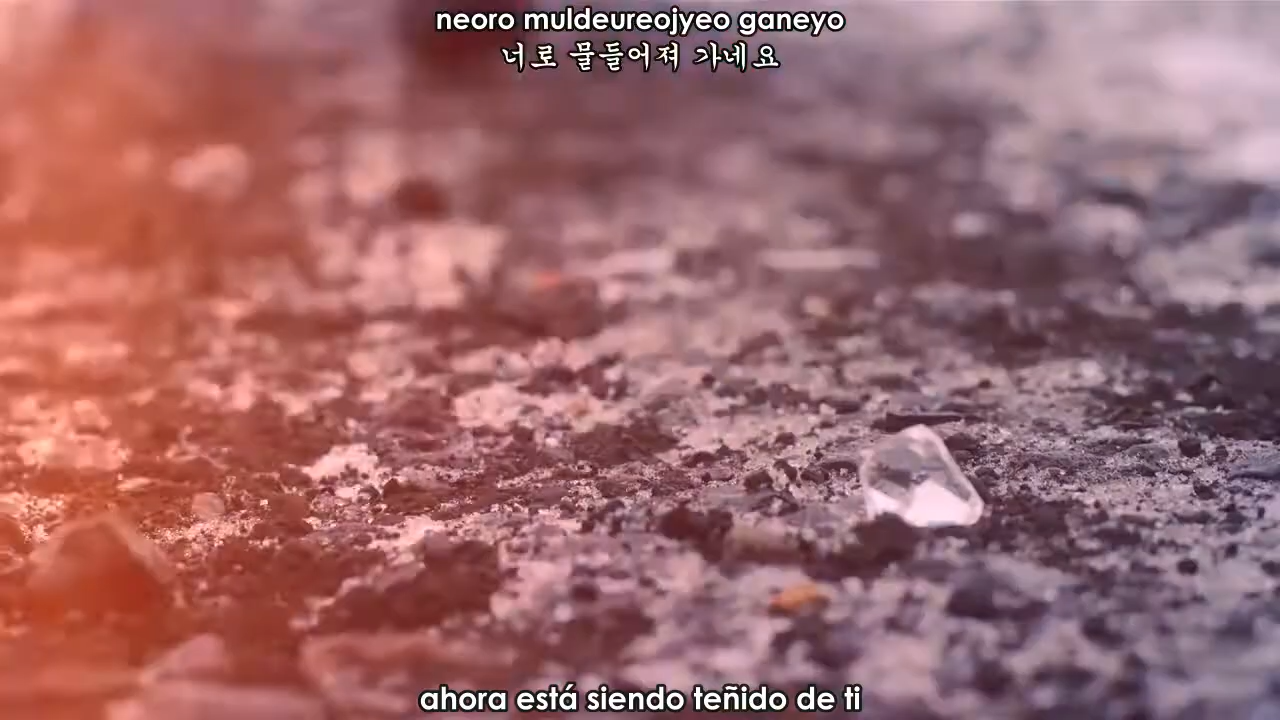 neoro muldeureojyeo ganeyo
너로 물들어져 가네요
ahora está siendo teñido de ti